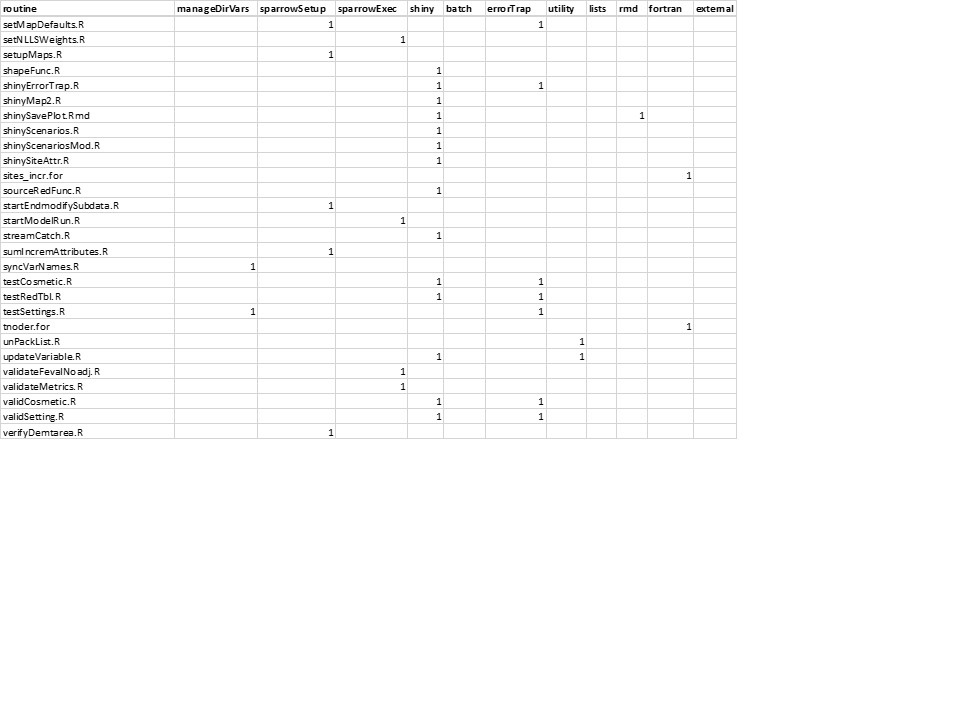 routine manageDirVars sparrowSetup sparrowExec shiny batch errorTrap utility lists rmd fortran external
setMapDefaults.R 1 1
setNLLSWeights.R 1
setupMaps.R 1
shapeFunc.R 1
shinyErrorTrap.R 1 1
shinyMap2.R 1
shinySavePlot.Rmd 1 1
shinyScenarios.R 1
shinyScenariosMod.R 1
shinySiteAttr.R 1
sites_incr.for 1
sourceRedFunc.R 1
startEndmodifySubdata.R 1
startModelRun.R 1
streamCatch.R 1
sumIncremAttributes.R 1
syncVarNames.R 1
testCosmetic.R 1 1
testRedTbl.R 1 1
testSettings.R 1 1
tnoder.for 1
unPackList.R 1
updateVariable.R 1 1
validateFevalNoadj.R 1
validateMetrics.R 1
validCosmetic.R 1 1
validSetting.R 1 1
verifyDemtarea.R 1